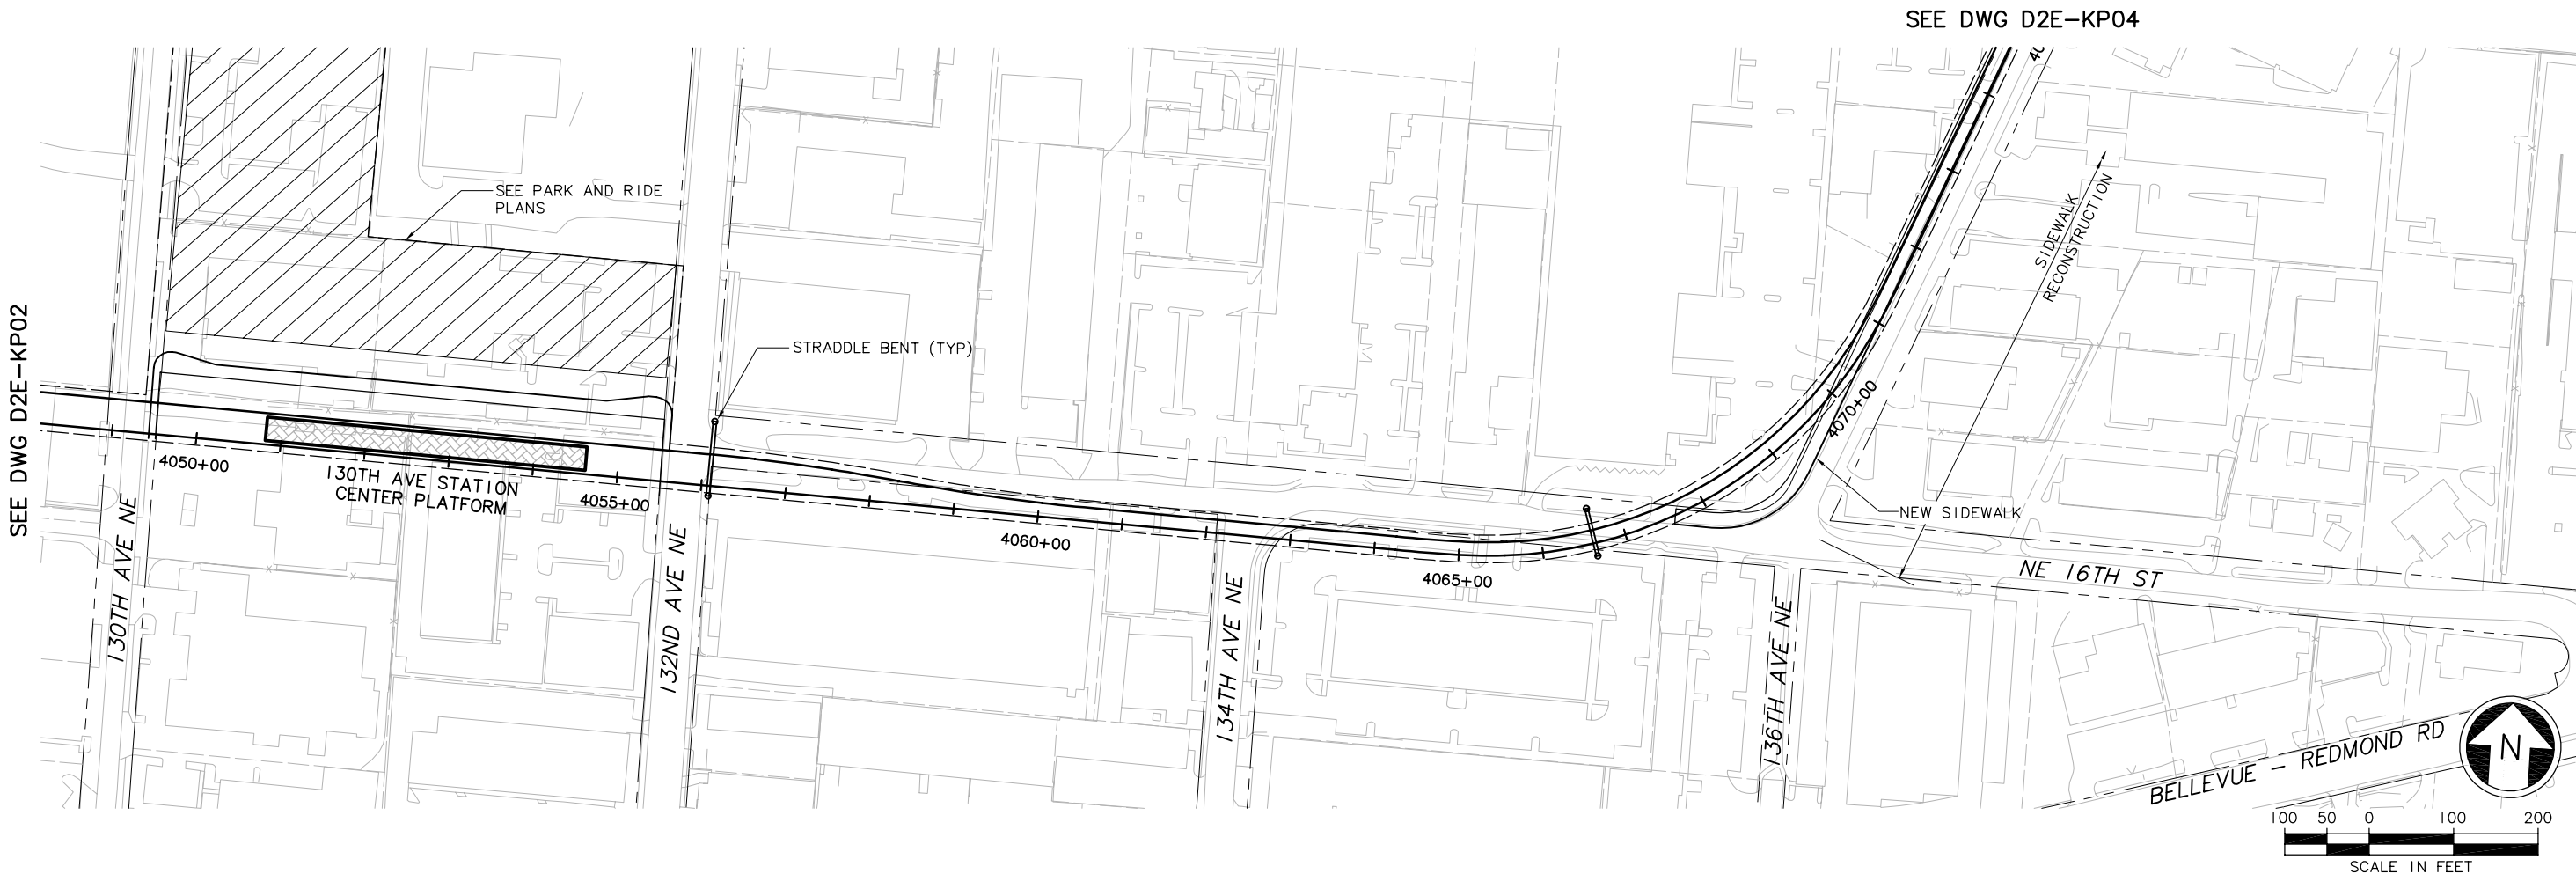 SEE DWG D2E-KP04
SEE DWG D2E-KP02
SEE PARK AND RIDE
PLANS
STRADDLE BENT (TYP)
SIDEWALK
RECONSTRUCTION
4050+00
130TH AVE STATION
CENTER PLATFORM
4055+00
4060+00
4065+00
4070+00
NEW SIDEWALK
130TH AVE NE
132ND AVE NE
134TH AVE NE
136TH AVE NE
NE 16TH ST
BELLEVUE - REDMOND RD
N
100 50 0 100 200
SCALE IN FEET